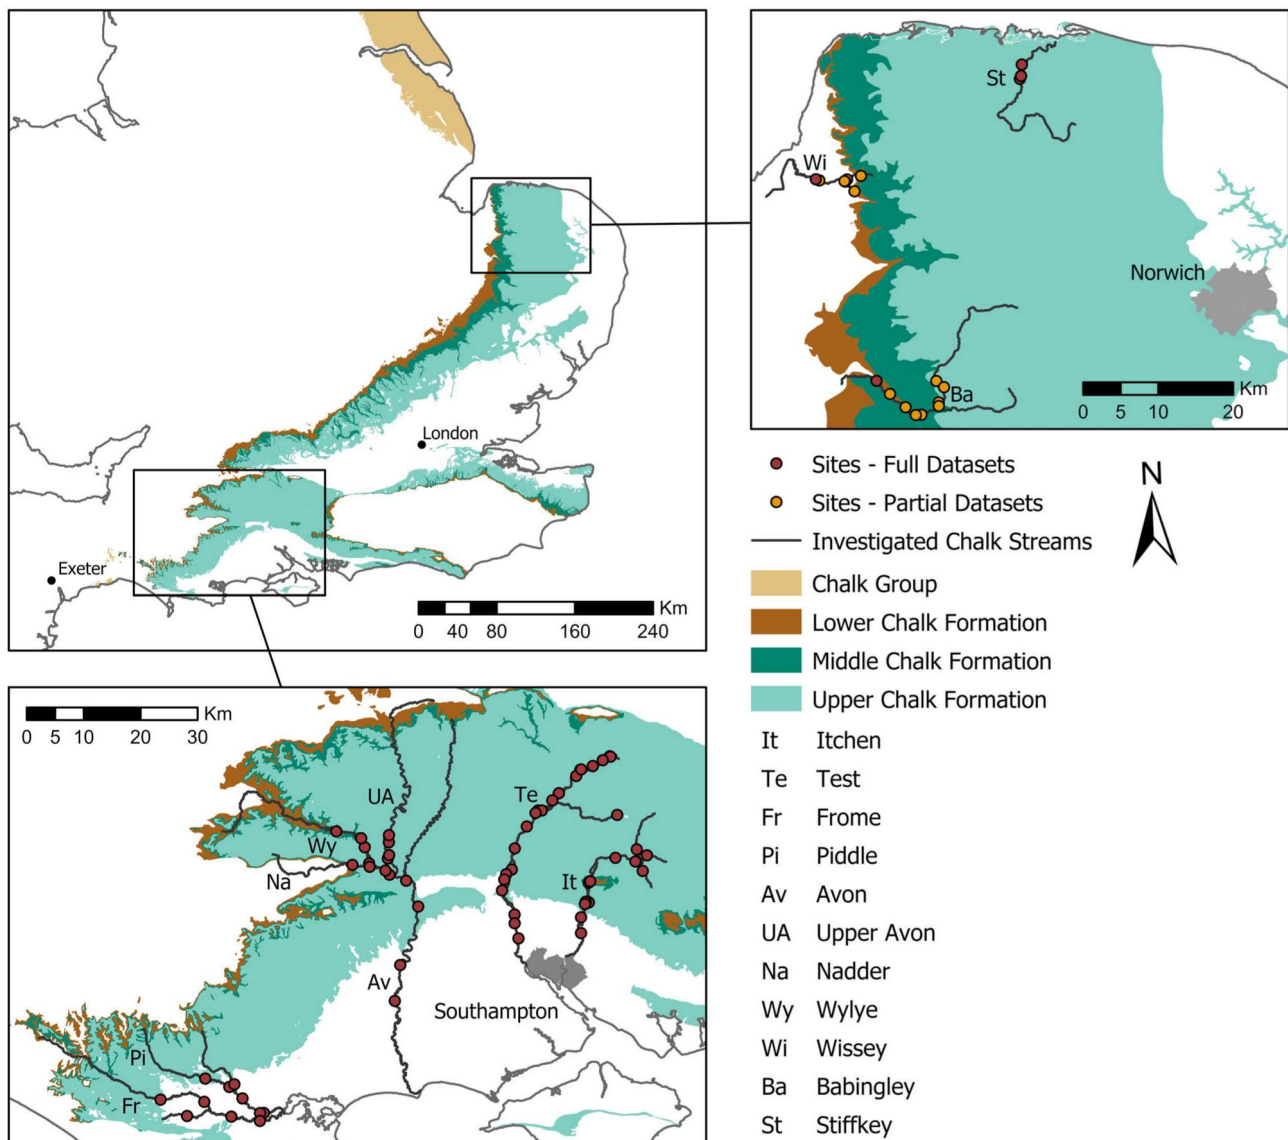 London
Exeter
Km
0 40 80 160 240
St
Wi
Norwich
Ba
Km
0 5 10 20
Km
0 5 10 20 30
UA
Te
Wy
Na
It
Av
Southampton
Pi
Fr
Sites - Full Datasets
Sites - Partial Datasets
N
Investigated Chalk Streams
Chalk Group
Lower Chalk Formation
Middle Chalk Formation
Upper Chalk Formation
It Itchen
Te Test
Fr Frome
Pi Piddle
Av Avon
UA Upper Avon
Na Nadder
Wy Wylye
Wi Wissey
Ba Babingley
St Stiffkey